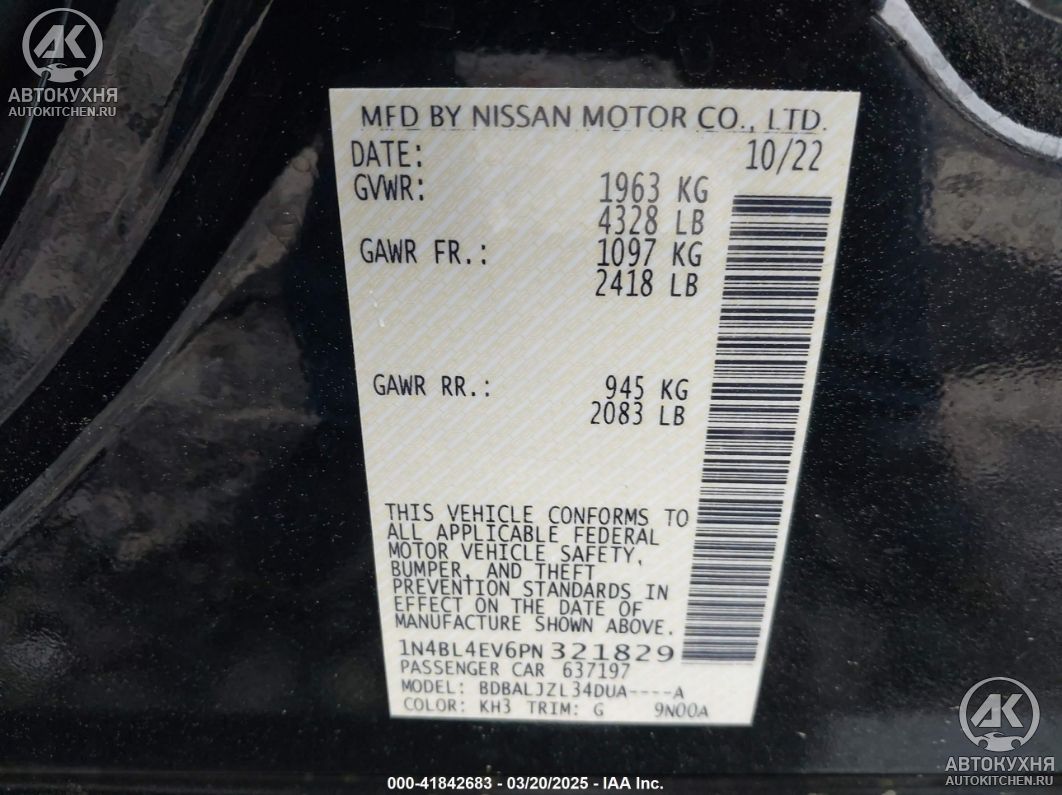 АК
АВТОКУХНЯ
AUTOKITCHEN.RU
MFD BY NISSAN MOTOR CO., LTD.
DATE: 10/22
GVWR: 1963 KG
4328 LB
GAWR FR.: 1097 KG
2418 LB
GAWR RR.: 945 KG
2083 LB
THIS VEHICLE CONFORMS TO
ALL APPLICABLE FEDERAL
MOTOR VEHICLE SAFETY,
BUMPER, AND THEFT
PREVENTION STANDARDS IN
EFFECT ON THE DATE OF
MANUFACTURE SHOWN ABOVE.
1N4BL4EV6PN321829
PASSENGER CAR 637197
MODEL: BDBALJZL34DUA----A
COLOR: KH3 TRIM: G 9N00A
АК
АВТОКУХНЯ
AUTOKITCHEN.RU
000-41842683 - 03/20/2025 - IAA Inc.